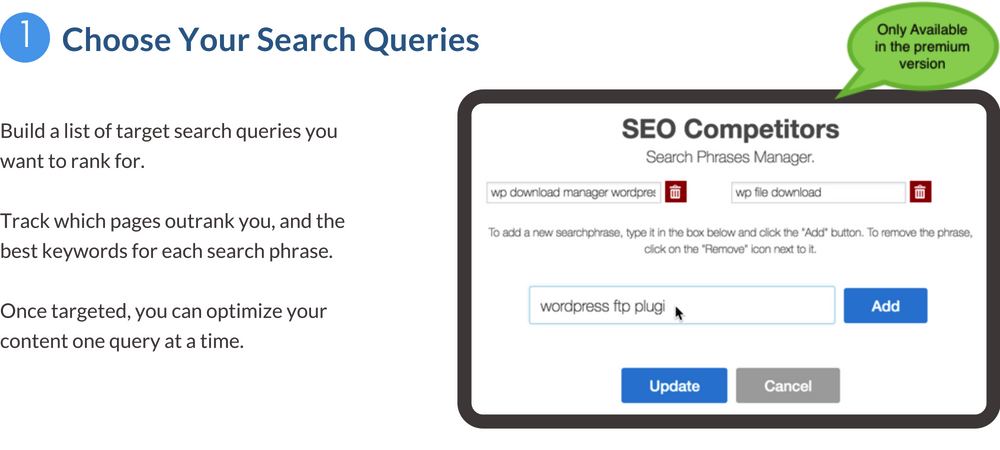 1 Choose Your Search Queries
Only Available
in the premium
version
Build a list of target search queries you
want to rank for.
Track which pages outrank you, and the
best keywords for each search phrase.
Once targeted, you can optimize your
content one query at a time.
SEO Competitors
Search Phrases Manager.
wp download manager wordpres
wp file download
To add a new searchphrase, type it in the box below and click the "Add" button. To remove the phrase,
click on the "Remove" icon next to it.
wordpress ftp plugi
Add
Update
Cancel